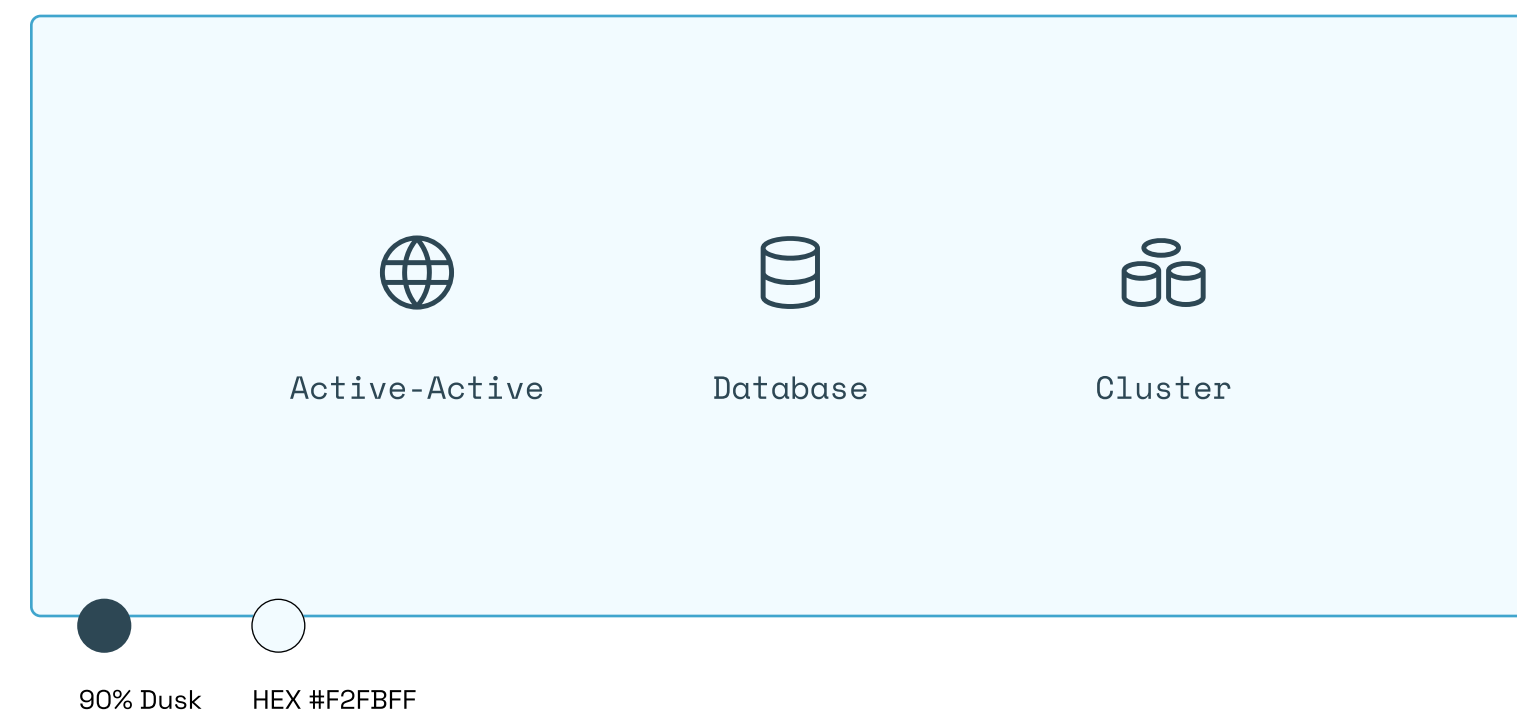 Active-Active
Database
Cluster
90% Dusk
HEX #F2FBFF